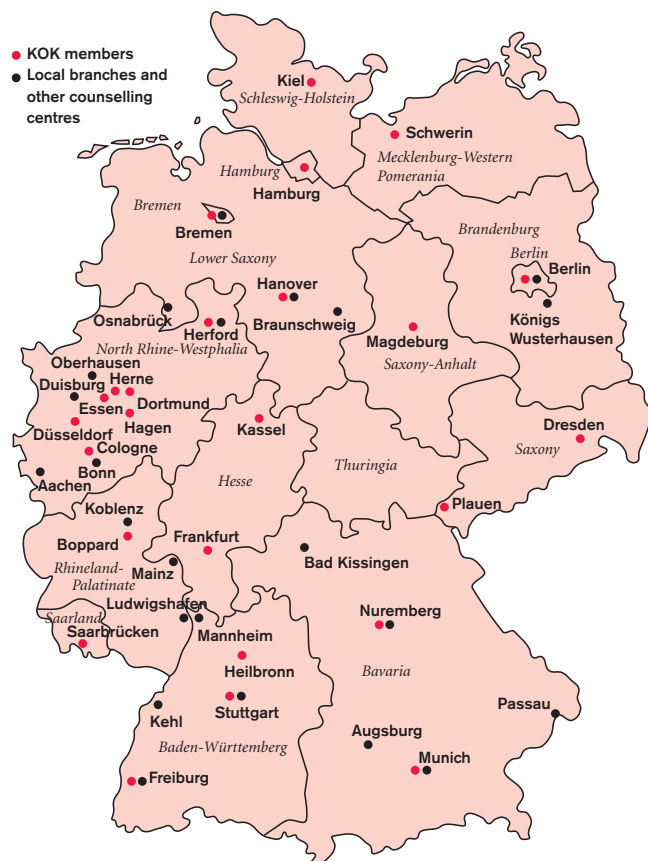 KOK members
Local branches and
other counselling
centres
Kiel
Schleswig-Holstein
Schwerin
Mecklenburg-Western
Pomerania
Hamburg
Hamburg
Bremen
Bremen
Lower Saxony
Brandenburg
Berlin
Berlin
Hanover
Osnabrück
Herford
Braunschweig
Königs
Wusterhausen
Magdeburg
North Rhine-Westphalia
Saxony-Anhalt
Oberhausen
Herne
Duisburg
Essen
Dortmund
Hagen
Düsseldorf
Cologne
Bonn
Aachen
Kassel
Dresden
Saxony
Thuringia
Hesse
Plauen
Koblenz
Boppard
Frankfurt
Bad Kissingen
Mainz
Rhineland-
Palatinate
Ludwigshafen
Saarland
Saarbrücken
Mannheim
Nuremberg
Heilbronn
Bavaria
Stuttgart
Kehl
Passau
Augsburg
Baden-Württemberg
Munich
Freiburg